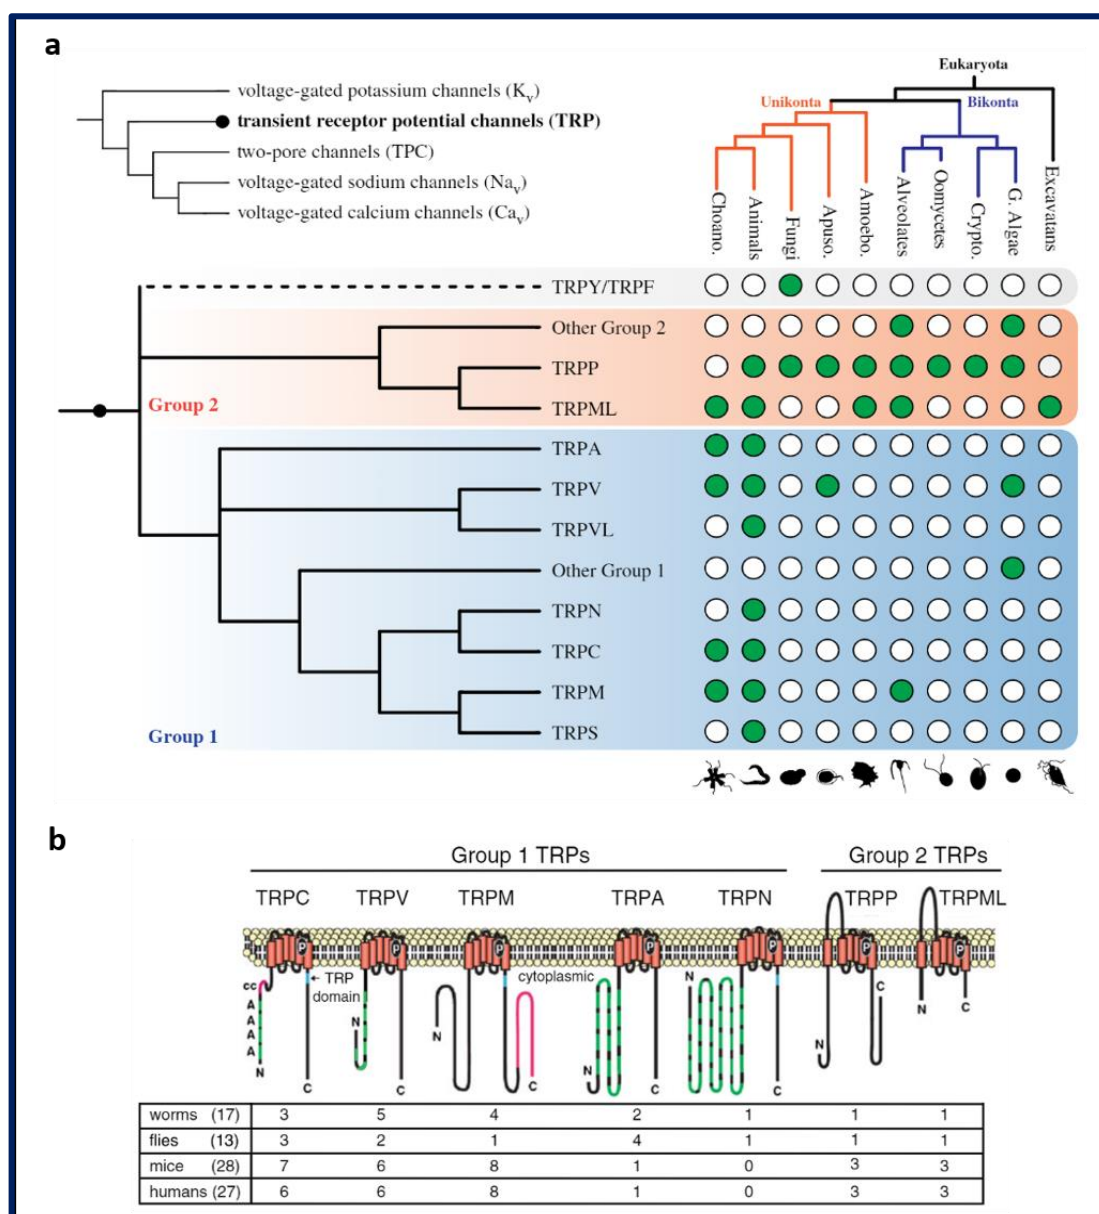 a
voltage-gated potassium channels (Kv)
transient receptor potential channels (TRP)
two-pore channels (TPC)
voltage-gated sodium channels (Nav)
voltage-gated calcium channels (Cav)
Eukaryota
Unikonta
Bikonta
Choano.
Animals
Fungi
Apuso.
Amoebo.
Alveolates
Oomycetes
Crypto.
G. Algae
Excavatans
TRPY/TRPF
Other Group 2
TRPP
Group 2
TRPML
TRPA
TRPV
TRPVL
Other Group 1
TRPN
TRPC
TRPM
TRPS
Group 1
b
Group 1 TRPs
Group 2 TRPs
TRPC TRPV TRPM TRPA TRPN TRPP TRPML
P P P P P P P
← TRP
domain
cytoplasmic
cc
A
A
A
A
N
C
N
C
N
C
N
C
N
C
N
C
N
C
worms (17) 3 5 4 2 1 1 1
flies (13) 3 2 1 4 1 1 1
mice (28) 7 6 8 1 0 3 3
humans (27) 6 6 8 1 0 3 3